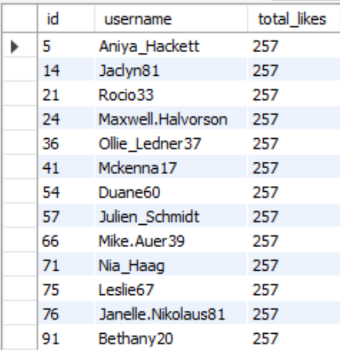 id username total_likes
5 Aniya_Hackett 257
14 Jaclyn81 257
21 Rocio33 257
24 Maxwell.Halvorson 257
36 Ollie_Ledner37 257
41 Mckenna17 257
54 Duane60 257
57 Julien_Schmidt 257
66 Mike.Auer39 257
71 Nia_Haag 257
75 Leslie67 257
76 Janelle.Nikolaus81 257
91 Bethany20 257